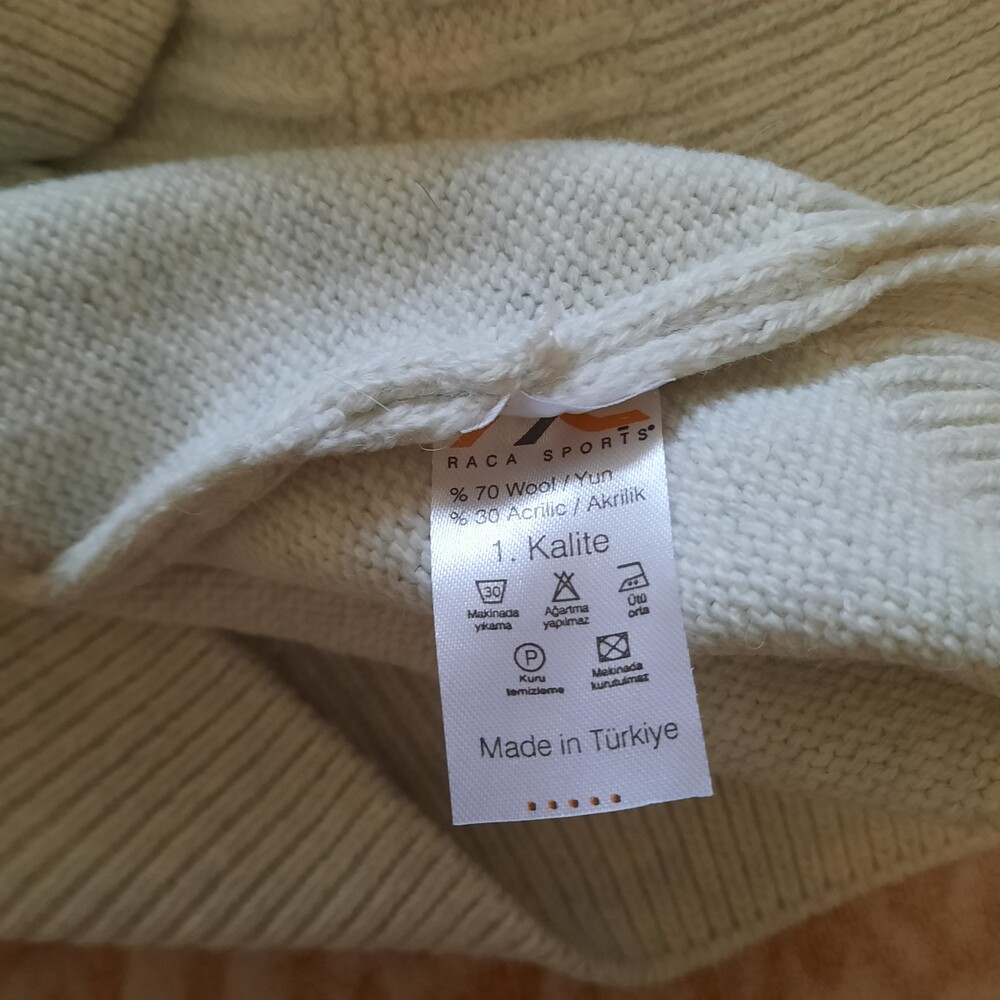 RACA SPORTS
% 70 Wool / Yun
% 30 Acrilic / Akrilik
1. Kalite
30
Makinada yıkama
Ağartma yapılmaz
Ütü orta
P
Kuru temizleme
Makinada kurutulmaz
Made in Türkiye